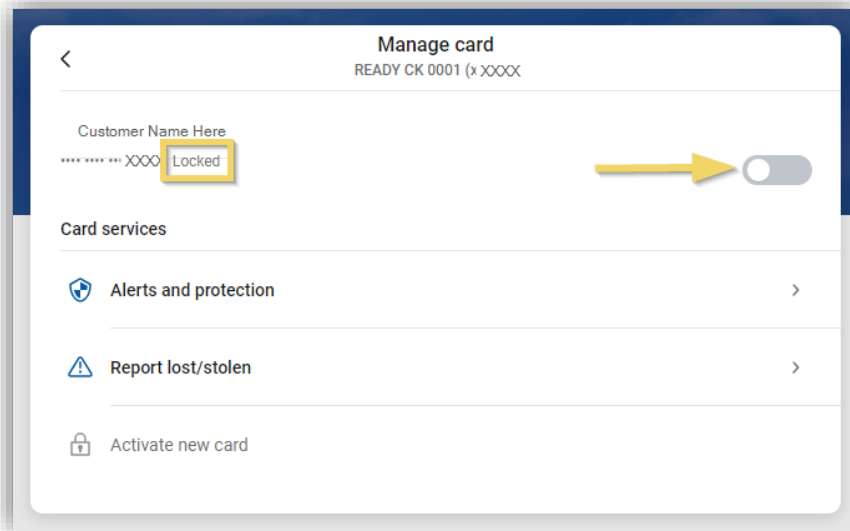 Manage card
READY CK 0001 (x XXXX
Customer Name Here
•••• •••• ••• XXXX Locked
Card services
Alerts and protection
Report lost/stolen
Activate new card